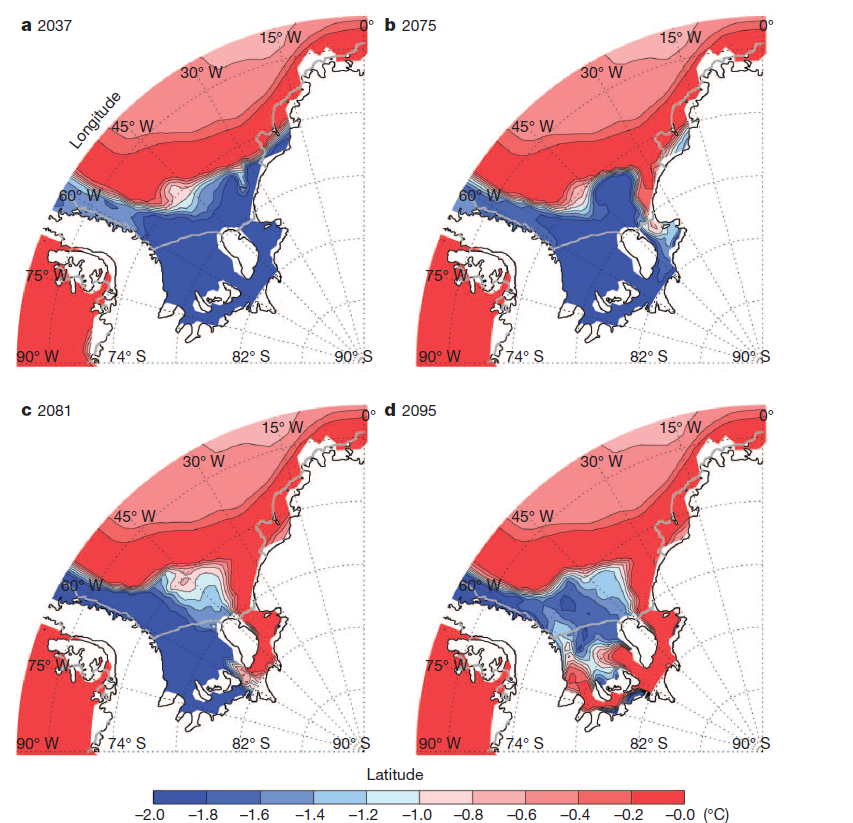 a 2037
0°
15° W
30° W
Longitude
45° W
60° W
75° W
90° W
74° S
82° S
90° S
b 2075
0°
15° W
30° W
45° W
60° W
75° W
90° W
74° S
82° S
90° S
c 2081
0°
15° W
30° W
45° W
60° W
75° W
90° W
74° S
82° S
90° S
d 2095
0°
15° W
30° W
45° W
60° W
75° W
90° W
74° S
82° S
90° S
Latitude
–2.0 –1.8 –1.6 –1.4 –1.2 –1.0 –0.8 –0.6 –0.4 –0.2 –0.0 (°C)